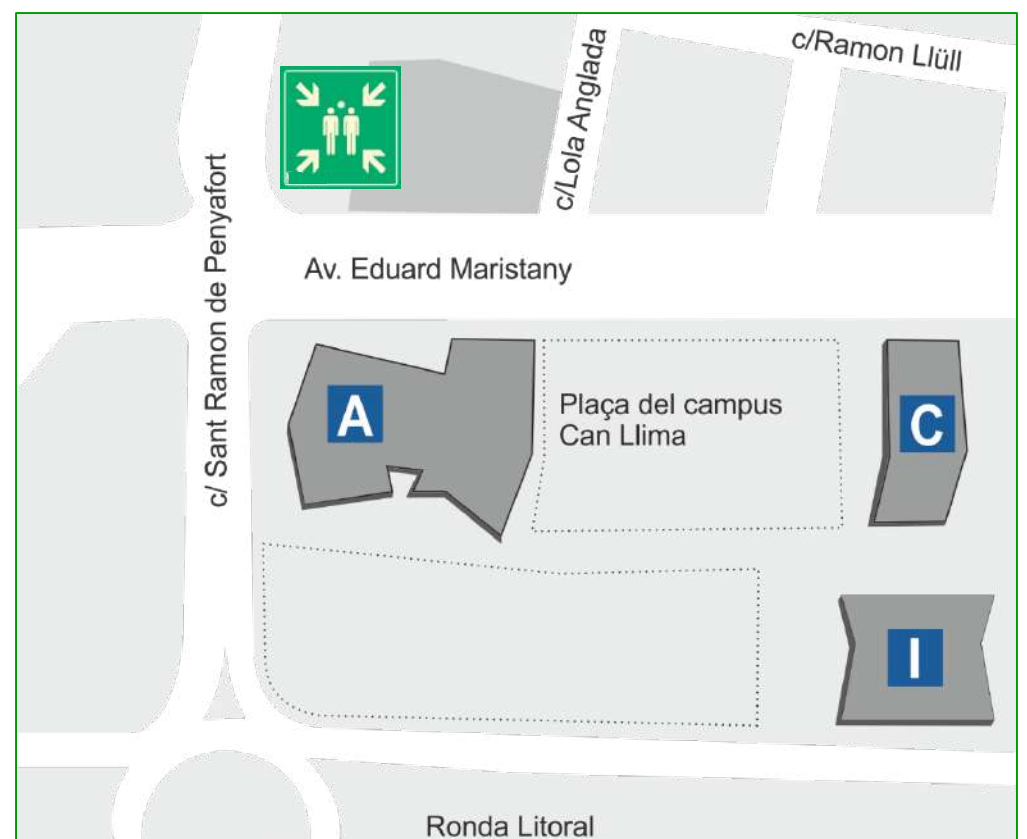 c/Ramon Llüll
c/Lola Anglada
c/ Sant Ramon de Penyafort
Av. Eduard Maristany
A
Plaça del campus
Can Llima
C
I
Ronda Litoral